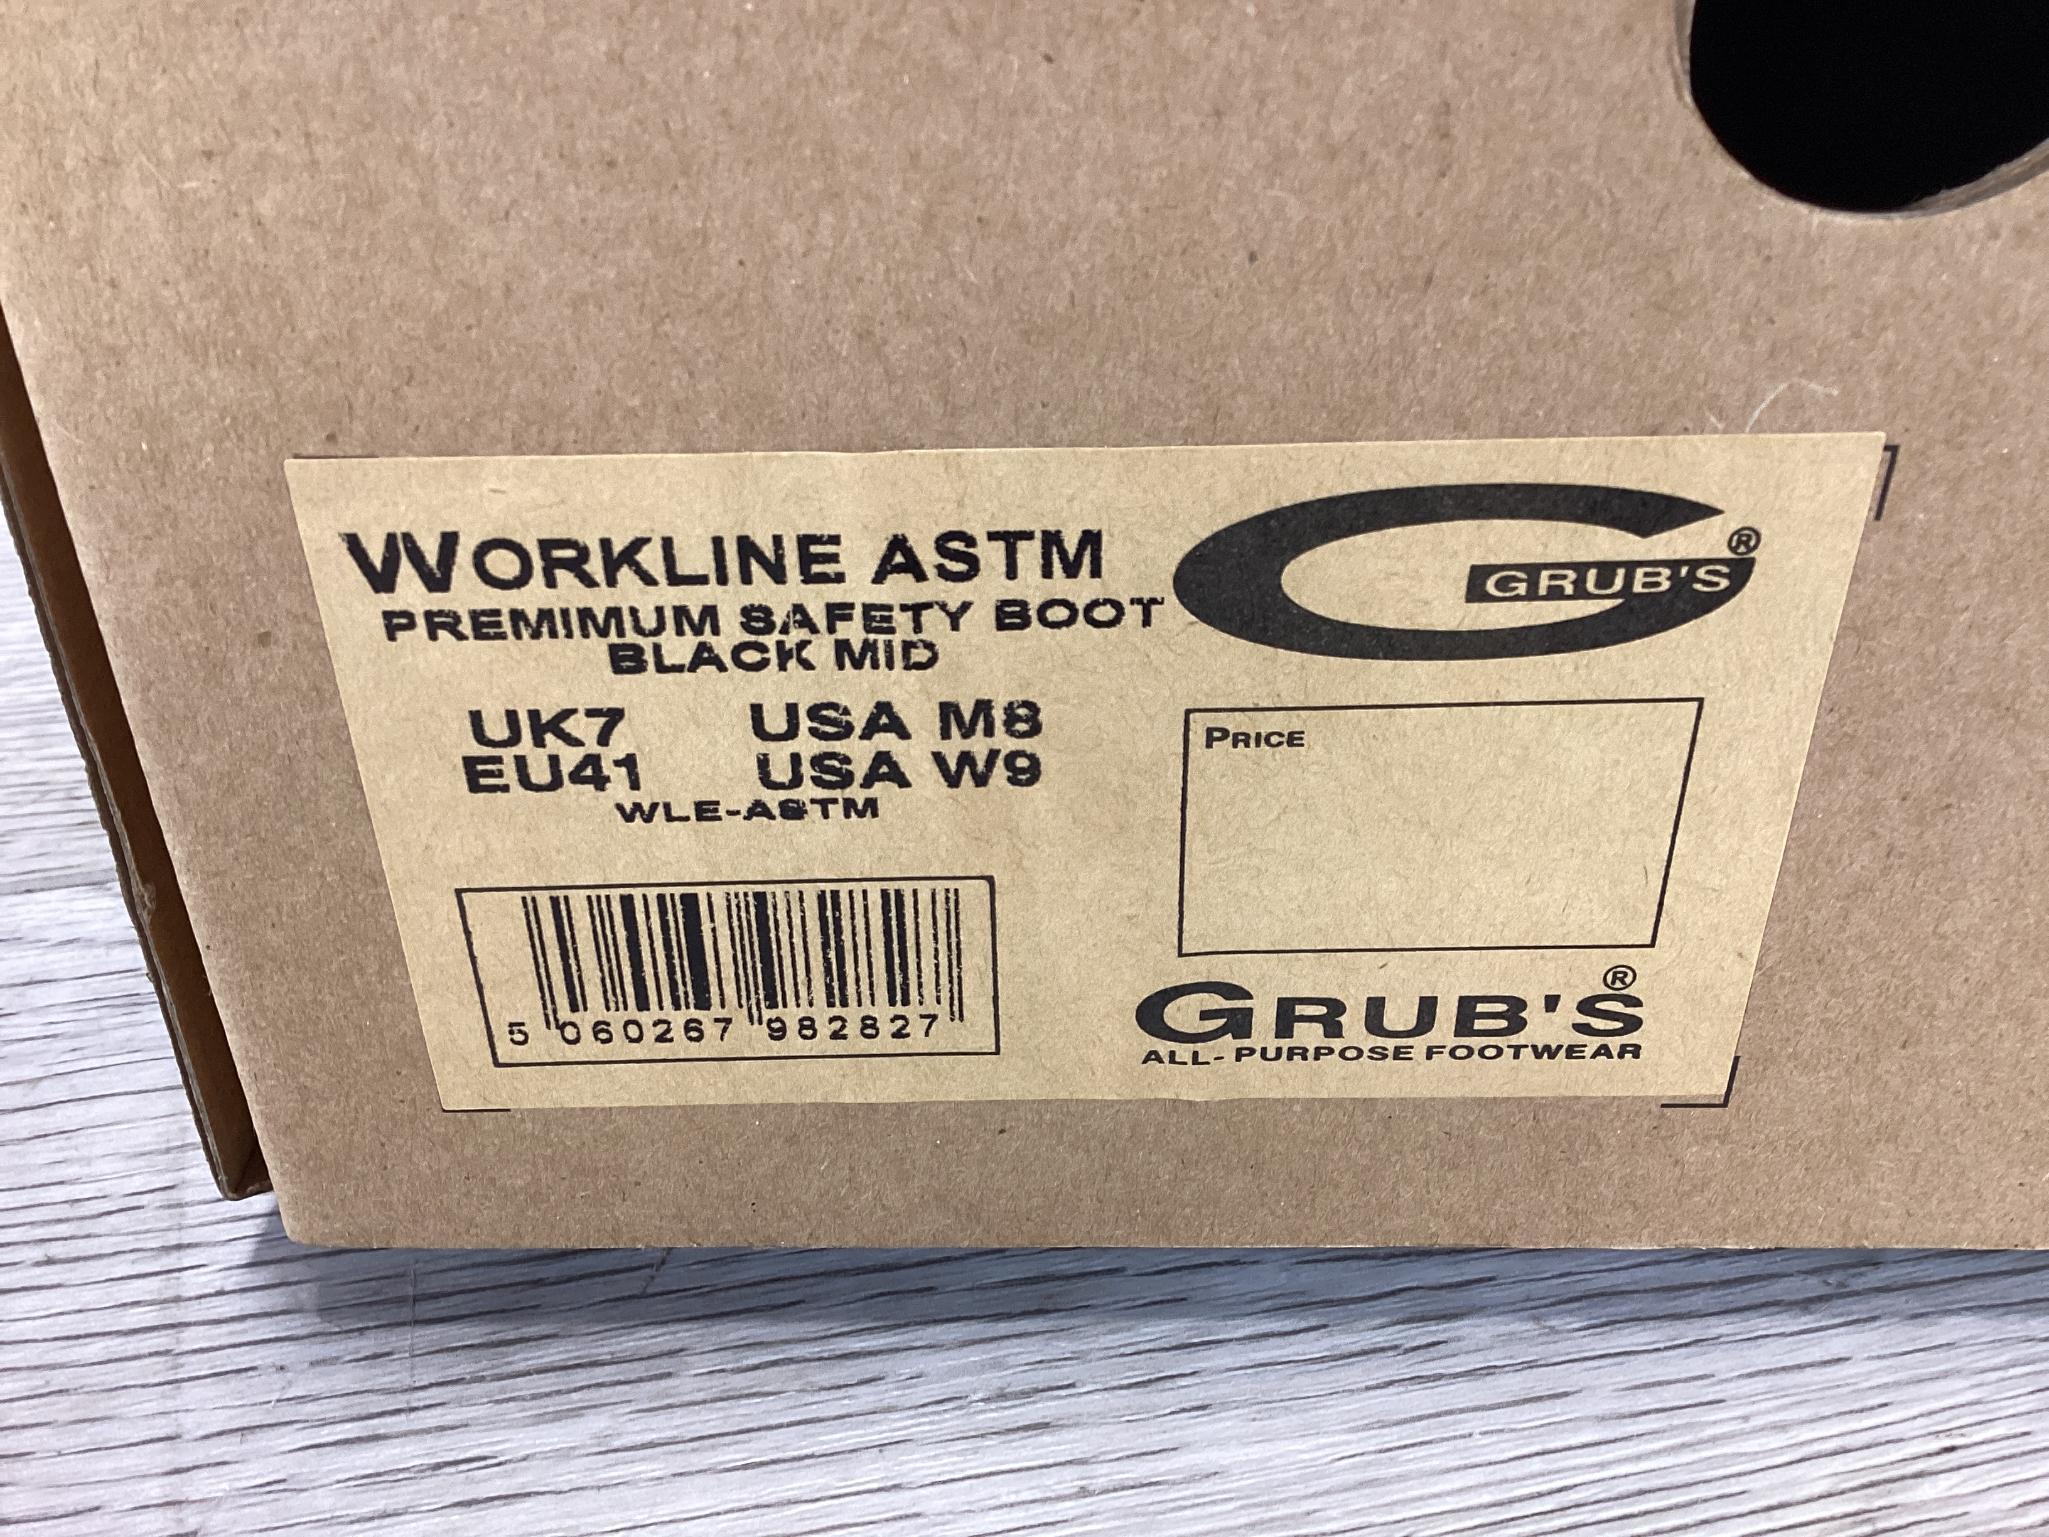 WORKLINE ASTM
PREMIMUM SAFETY BOOT
BLACK MID
UK7 USA M8
EU41 USA W9
WLE-ASTM
5 060267 982827
GRUB'S®
PRICE
GRUB'S®
ALL-PURPOSE FOOTWEAR